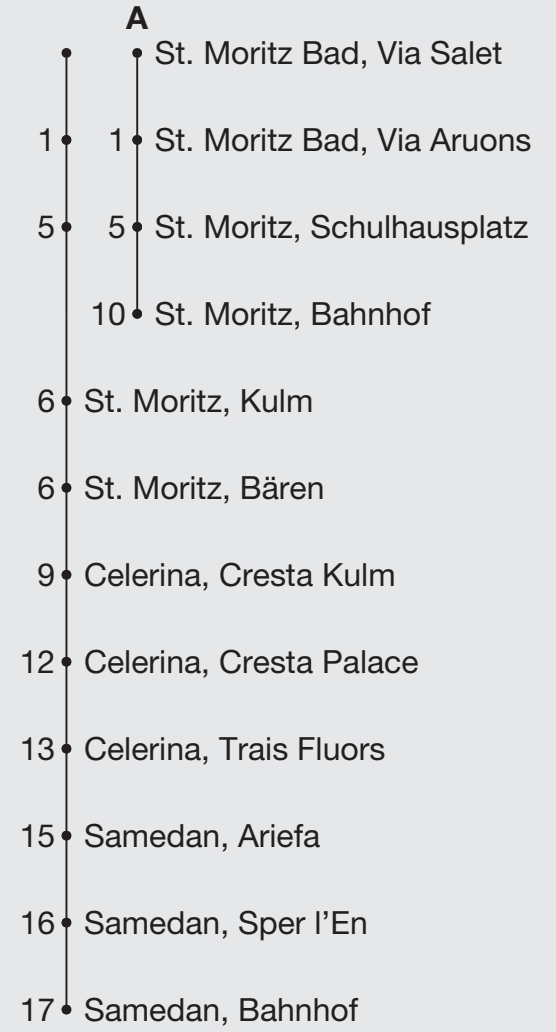 A
St. Moritz Bad, Via Salet
1 1 St. Moritz Bad, Via Aruons
5 5 St. Moritz, Schulhausplatz
10 St. Moritz, Bahnhof
6 St. Moritz, Kulm
6 St. Moritz, Bären
9 Celerina, Cresta Kulm
12 Celerina, Cresta Palace
13 Celerina, Trais Fluors
15 Samedan, Ariefa
16 Samedan, Sper l’En
17 Samedan, Bahnhof